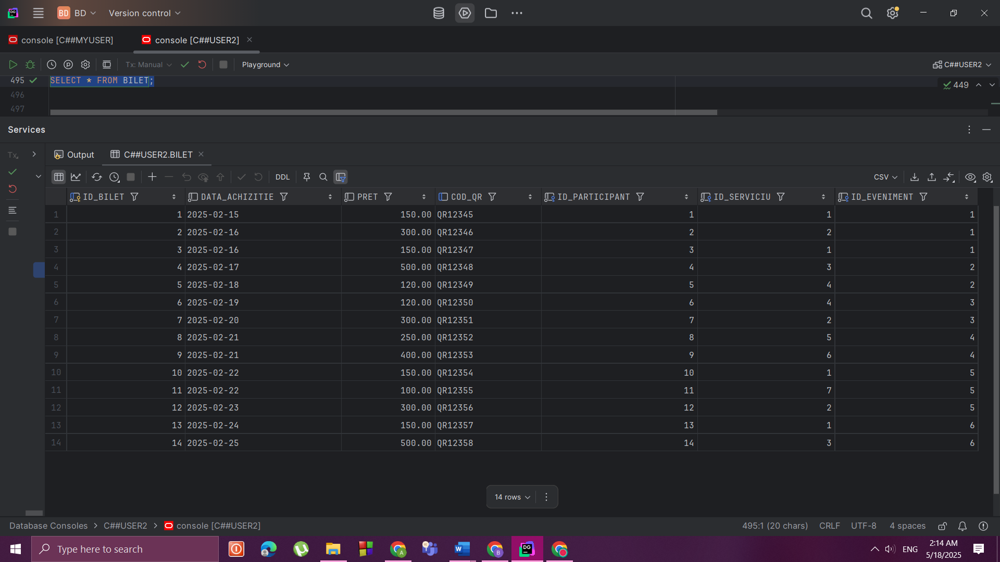 BD BD Version control
console [C##MYUSER] console [C##USER2]
Tx: Manual Playground C##USER2
495 SELECT * FROM BILET; 449
496
497
Services
Tx Output C##USER2.BILET
DDL CSV
ID_BILET DATA_ACHIZITIE PRET COD_QR ID_PARTICIPANT ID_SERVICIU ID_EVENIMENT
1 1 2025-02-15 150.00 QR12345 1 1 1
2 2 2025-02-16 300.00 QR12346 2 2 1
3 3 2025-02-16 150.00 QR12347 3 1 1
4 4 2025-02-17 500.00 QR12348 4 3 2
5 5 2025-02-18 120.00 QR12349 5 4 2
6 6 2025-02-19 120.00 QR12350 6 4 3
7 7 2025-02-20 300.00 QR12351 7 2 3
8 8 2025-02-21 250.00 QR12352 8 5 4
9 9 2025-02-21 400.00 QR12353 9 6 4
10 10 2025-02-22 150.00 QR12354 10 1 5
11 11 2025-02-22 100.00 QR12355 11 7 5
12 12 2025-02-23 300.00 QR12356 12 2 5
13 13 2025-02-24 150.00 QR12357 13 1 6
14 14 2025-02-25 500.00 QR12358 14 3 6
14 rows
Database Consoles > C##USER2 > console [C##USER2] 495:1 (20 chars) CRLF UTF-8 4 spaces
Type here to search ENG 2:14 AM
5/18/2025